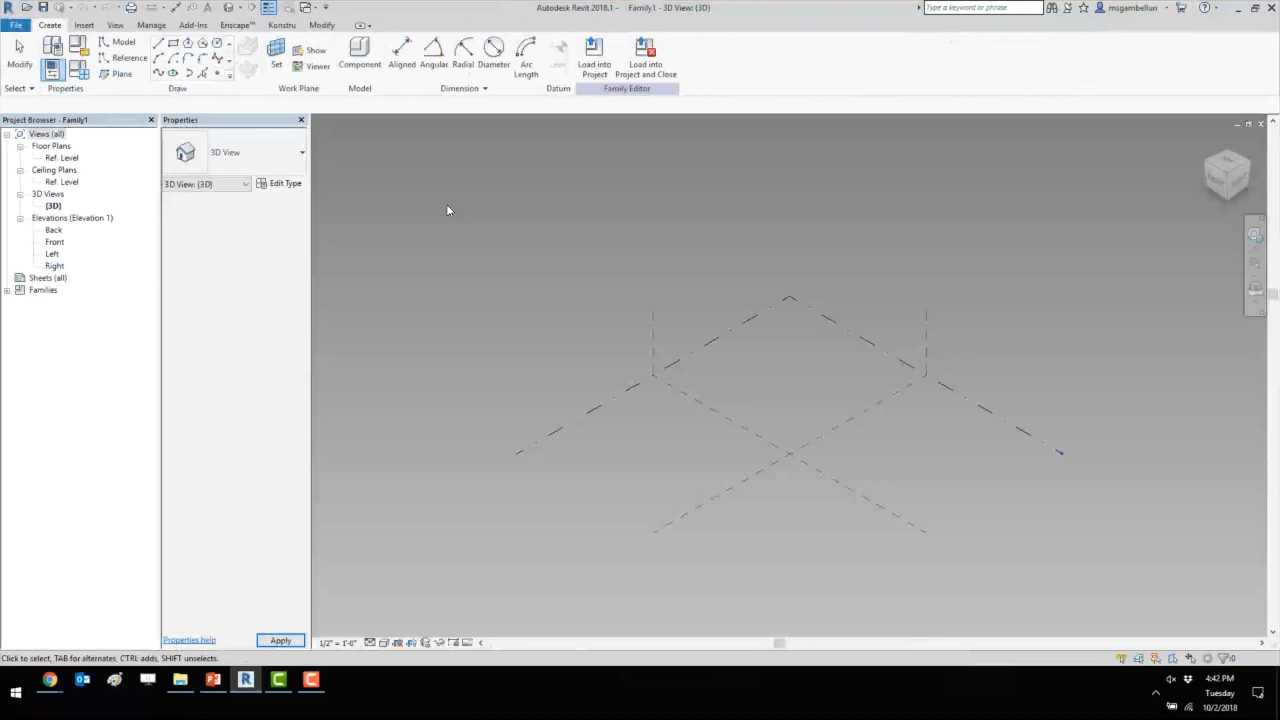 Autodesk Revit 2018.1 - Family1 - 3D View: {3D}
Type a keyword or phrase
msgambelluri
File Create Insert View Manage Add-Ins Enscape™ Konstru Modify
Modify
Model
Reference
Plane
Set
Show
Viewer
Component
Aligned Angular Radial Diameter Arc Length
Load into Project
Load into Project and Close
Select Properties Draw Work Plane Model Dimension Datum Family Editor
Project Browser - Family1
Views (all)
Floor Plans
Ref. Level
Ceiling Plans
Ref. Level
3D Views
{3D}
Elevations (Elevation 1)
Back
Front
Left
Right
Sheets (all)
Families
Properties
3D View
3D View: {3D}
Edit Type
Properties help
Apply
1/2" = 1'-0"
Click to select, TAB for alternates, CTRL adds, SHIFT unselects.
:0
4:42 PM
Tuesday
10/2/2018